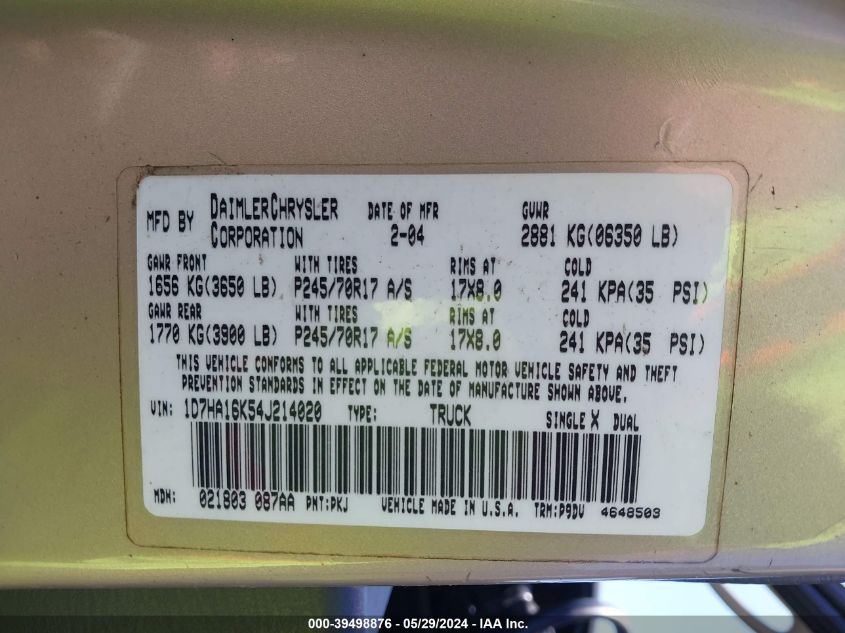 MFD BY DAIMLERCHRYSLER CORPORATION DATE OF MFR 2-04 GVWR 2881 KG(06350 LB)
GAWR FRONT WITH TIRES RIMS AT COLD
1656 KG(3650 LB) P245/70R17 A/S 17X8.0 241 KPA(35 PSI)
GAWR REAR WITH TIRES RIMS AT COLD
1770 KG(3900 LB) P245/70R17 A/S 17X8.0 241 KPA(35 PSI)
THIS VEHICLE CONFORMS TO ALL APPLICABLE FEDERAL MOTOR VEHICLE SAFETY AND THEFT
PREVENTION STANDARDS IN EFFECT ON THE DATE OF MANUFACTURE SHOWN ABOVE.
VIN: 1D7HA16K54J214020 TYPE: TRUCK SINGLE X DUAL
MDH: 021803 087AA PNT:PKJ VEHICLE MADE IN U.S.A. TRM:P9DV 4648503
000-39498876 • 05/29/2024 • IAA Inc.